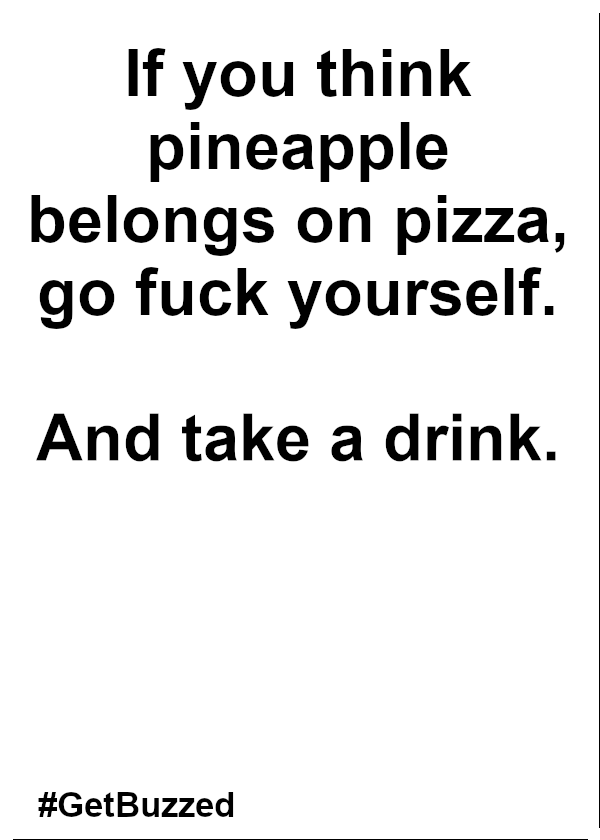 If you think
pineapple
belongs on pizza,
go fuck yourself.
And take a drink.
#GetBuzzed